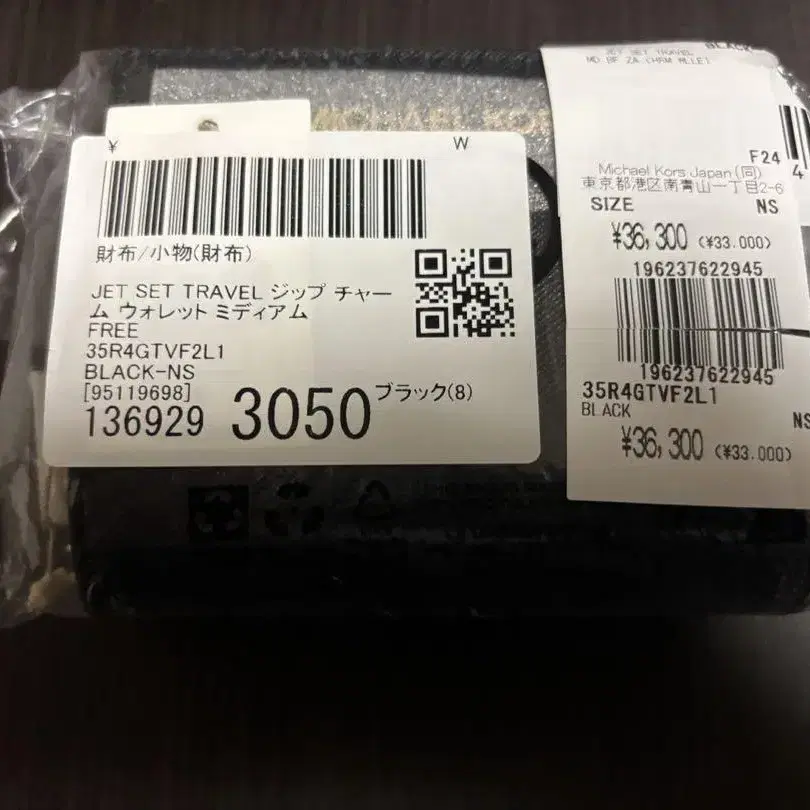 ¥ W
財布/小物(財布)
JET SET TRAVEL ジップ チャー
ム ウォレット ミディアム
FREE
35R4GTVF2L1
BLACK-NS
[95119698]
136929 3050 ブラック(8)
JET SET TRAVEL
BLACK
F24
4
Michael Kors Japan(同)
東京都港区南青山一丁目2-6
SIZE NS
¥36,300 (¥33.000)
196237622945
196237622945
35R4GTVF2L1
BLACK
NS
¥36,300 (¥33.000)